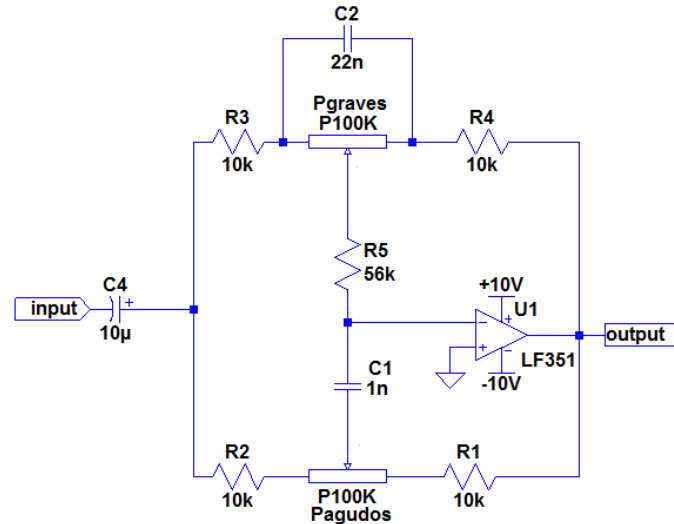 C2
22n
Pgraves
P100K
R3
10k
R4
10k
R5
56k
C4
+
input
10µ
+10V
U1
+
−
+
−
output
LF351
-10V
C1
1n
R2
10k
R1
10k
P100K
Pagudos